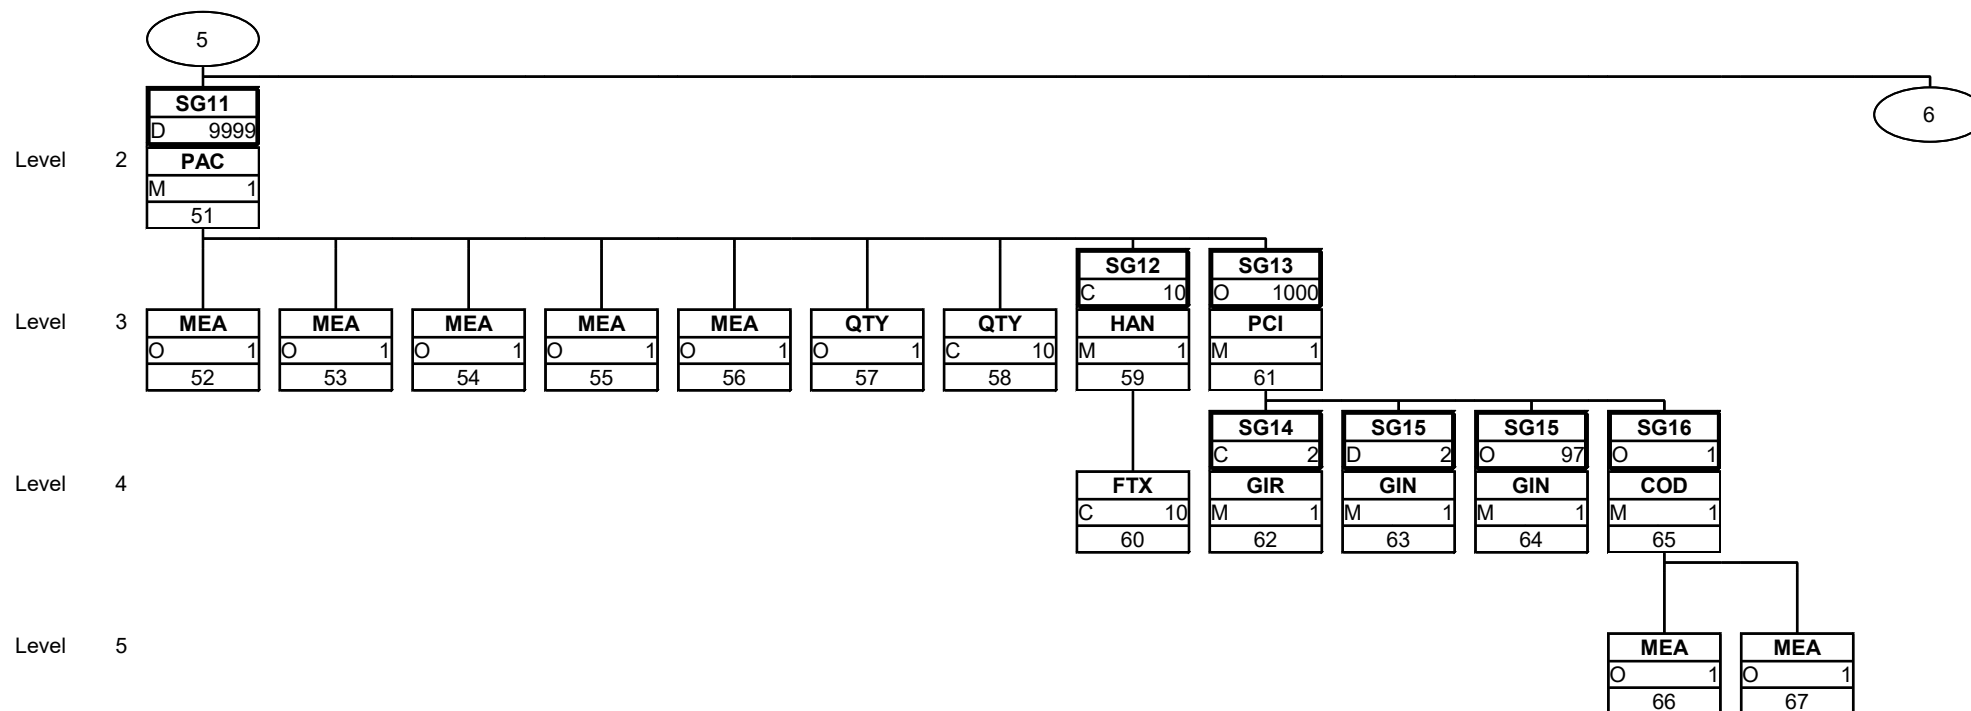 5
SG11
D 9999
6
Level 2
PAC
M 1
51
SG12 SG13
C 10 O 1000
Level 3
MEA MEA MEA MEA MEA QTY QTY HAN PCI
O 1 O 1 O 1 O 1 O 1 O 1 C 10 M 1 M 1
52 53 54 55 56 57 58 59 61
SG14 SG15 SG15 SG16
C 2 D 2 O 97 O 1
Level 4
FTX GIR GIN GIN COD
C 10 M 1 M 1 M 1 M 1
60 62 63 64 65
Level 5
MEA MEA
O 1 O 1
66 67